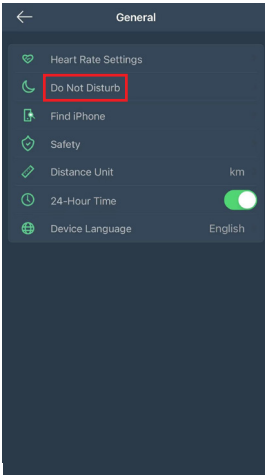 General
Heart Rate Settings
Do Not Disturb
Find iPhone
Safety
Distance Unit km
24-Hour Time
Device Language English